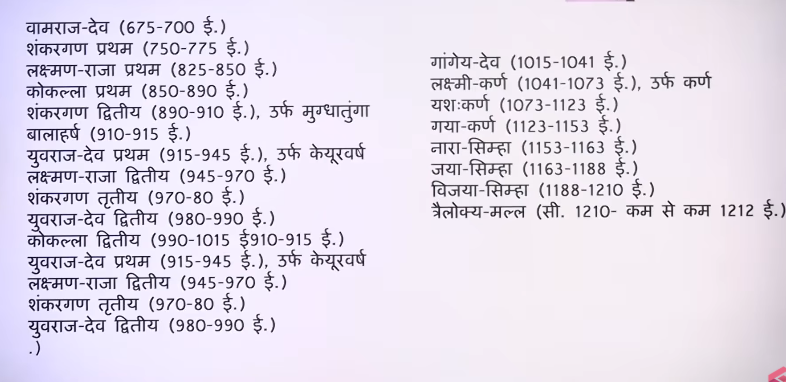 वामराज-देव (675-700 ई.)
शंकरगण प्रथम (750-775 ई.)
लक्ष्मण-राजा प्रथम (825-850 ई.)
कोकल्ला प्रथम (850-890 ई.)
शंकरगण द्वितीय (890-910 ई.), उर्फ मुग्धातुंगा
बालाहर्ष (910-915 ई.)
युवराज-देव प्रथम (915-945 ई.), उर्फ केयूरवर्ष
लक्ष्मण-राजा द्वितीय (945-970 ई.)
शंकरगण तृतीय (970-80 ई.)
युवराज-देव द्वितीय (980-990 ई.)
कोकल्ला द्वितीय (990-1015 ई910-915 ई.)
युवराज-देव प्रथम (915-945 ई.), उर्फ केयूरवर्ष
लक्ष्मण-राजा द्वितीय (945-970 ई.)
शंकरगण तृतीय (970-80 ई.)
युवराज-देव द्वितीय (980-990 ई.)
.)
गांगेय-देव (1015-1041 ई.)
लक्ष्मी-कर्ण (1041-1073 ई.), उर्फ कर्ण
यशःकर्ण (1073-1123 ई.)
गया-कर्ण (1123-1153 ई.)
नारा-सिम्हा (1153-1163 ई.)
जया-सिम्हा (1163-1188 ई.)
विजया-सिम्हा (1188-1210 ई.)
त्रैलोक्य-मल्ल (सी. 1210- कम से कम 1212 ई.)